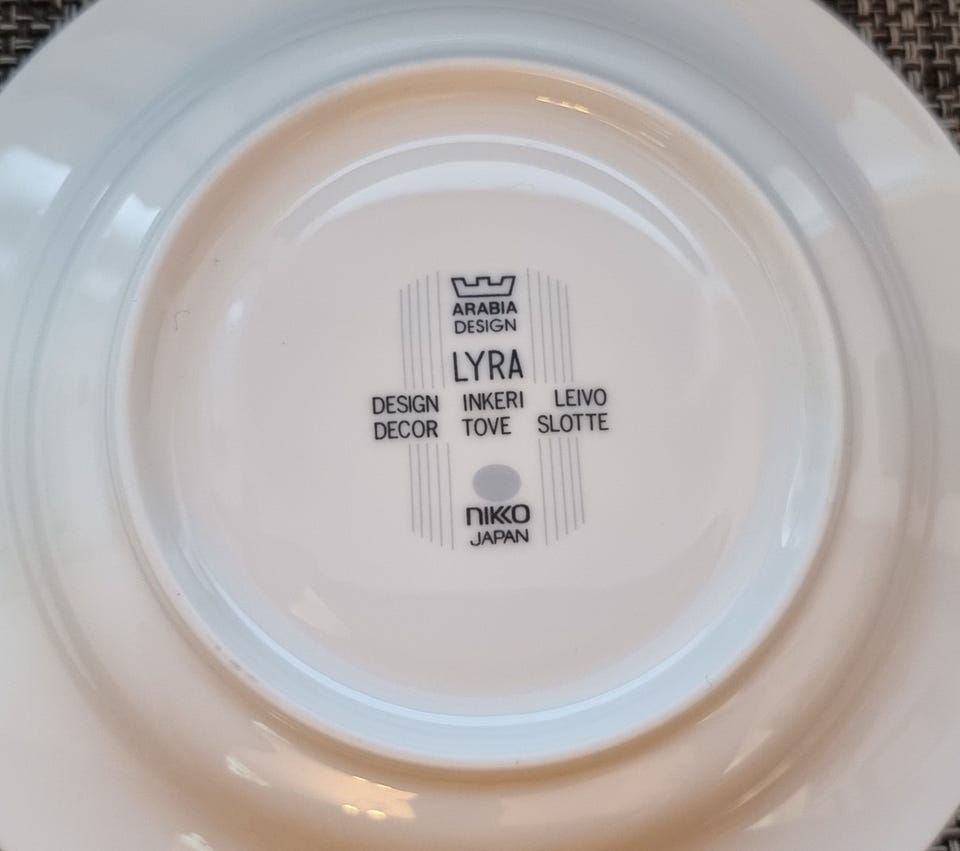 ARABIA
DESIGN
LYRA
DESIGN INKERI LEIVO
DECOR TOVE SLOTTE
NIKKO
JAPAN